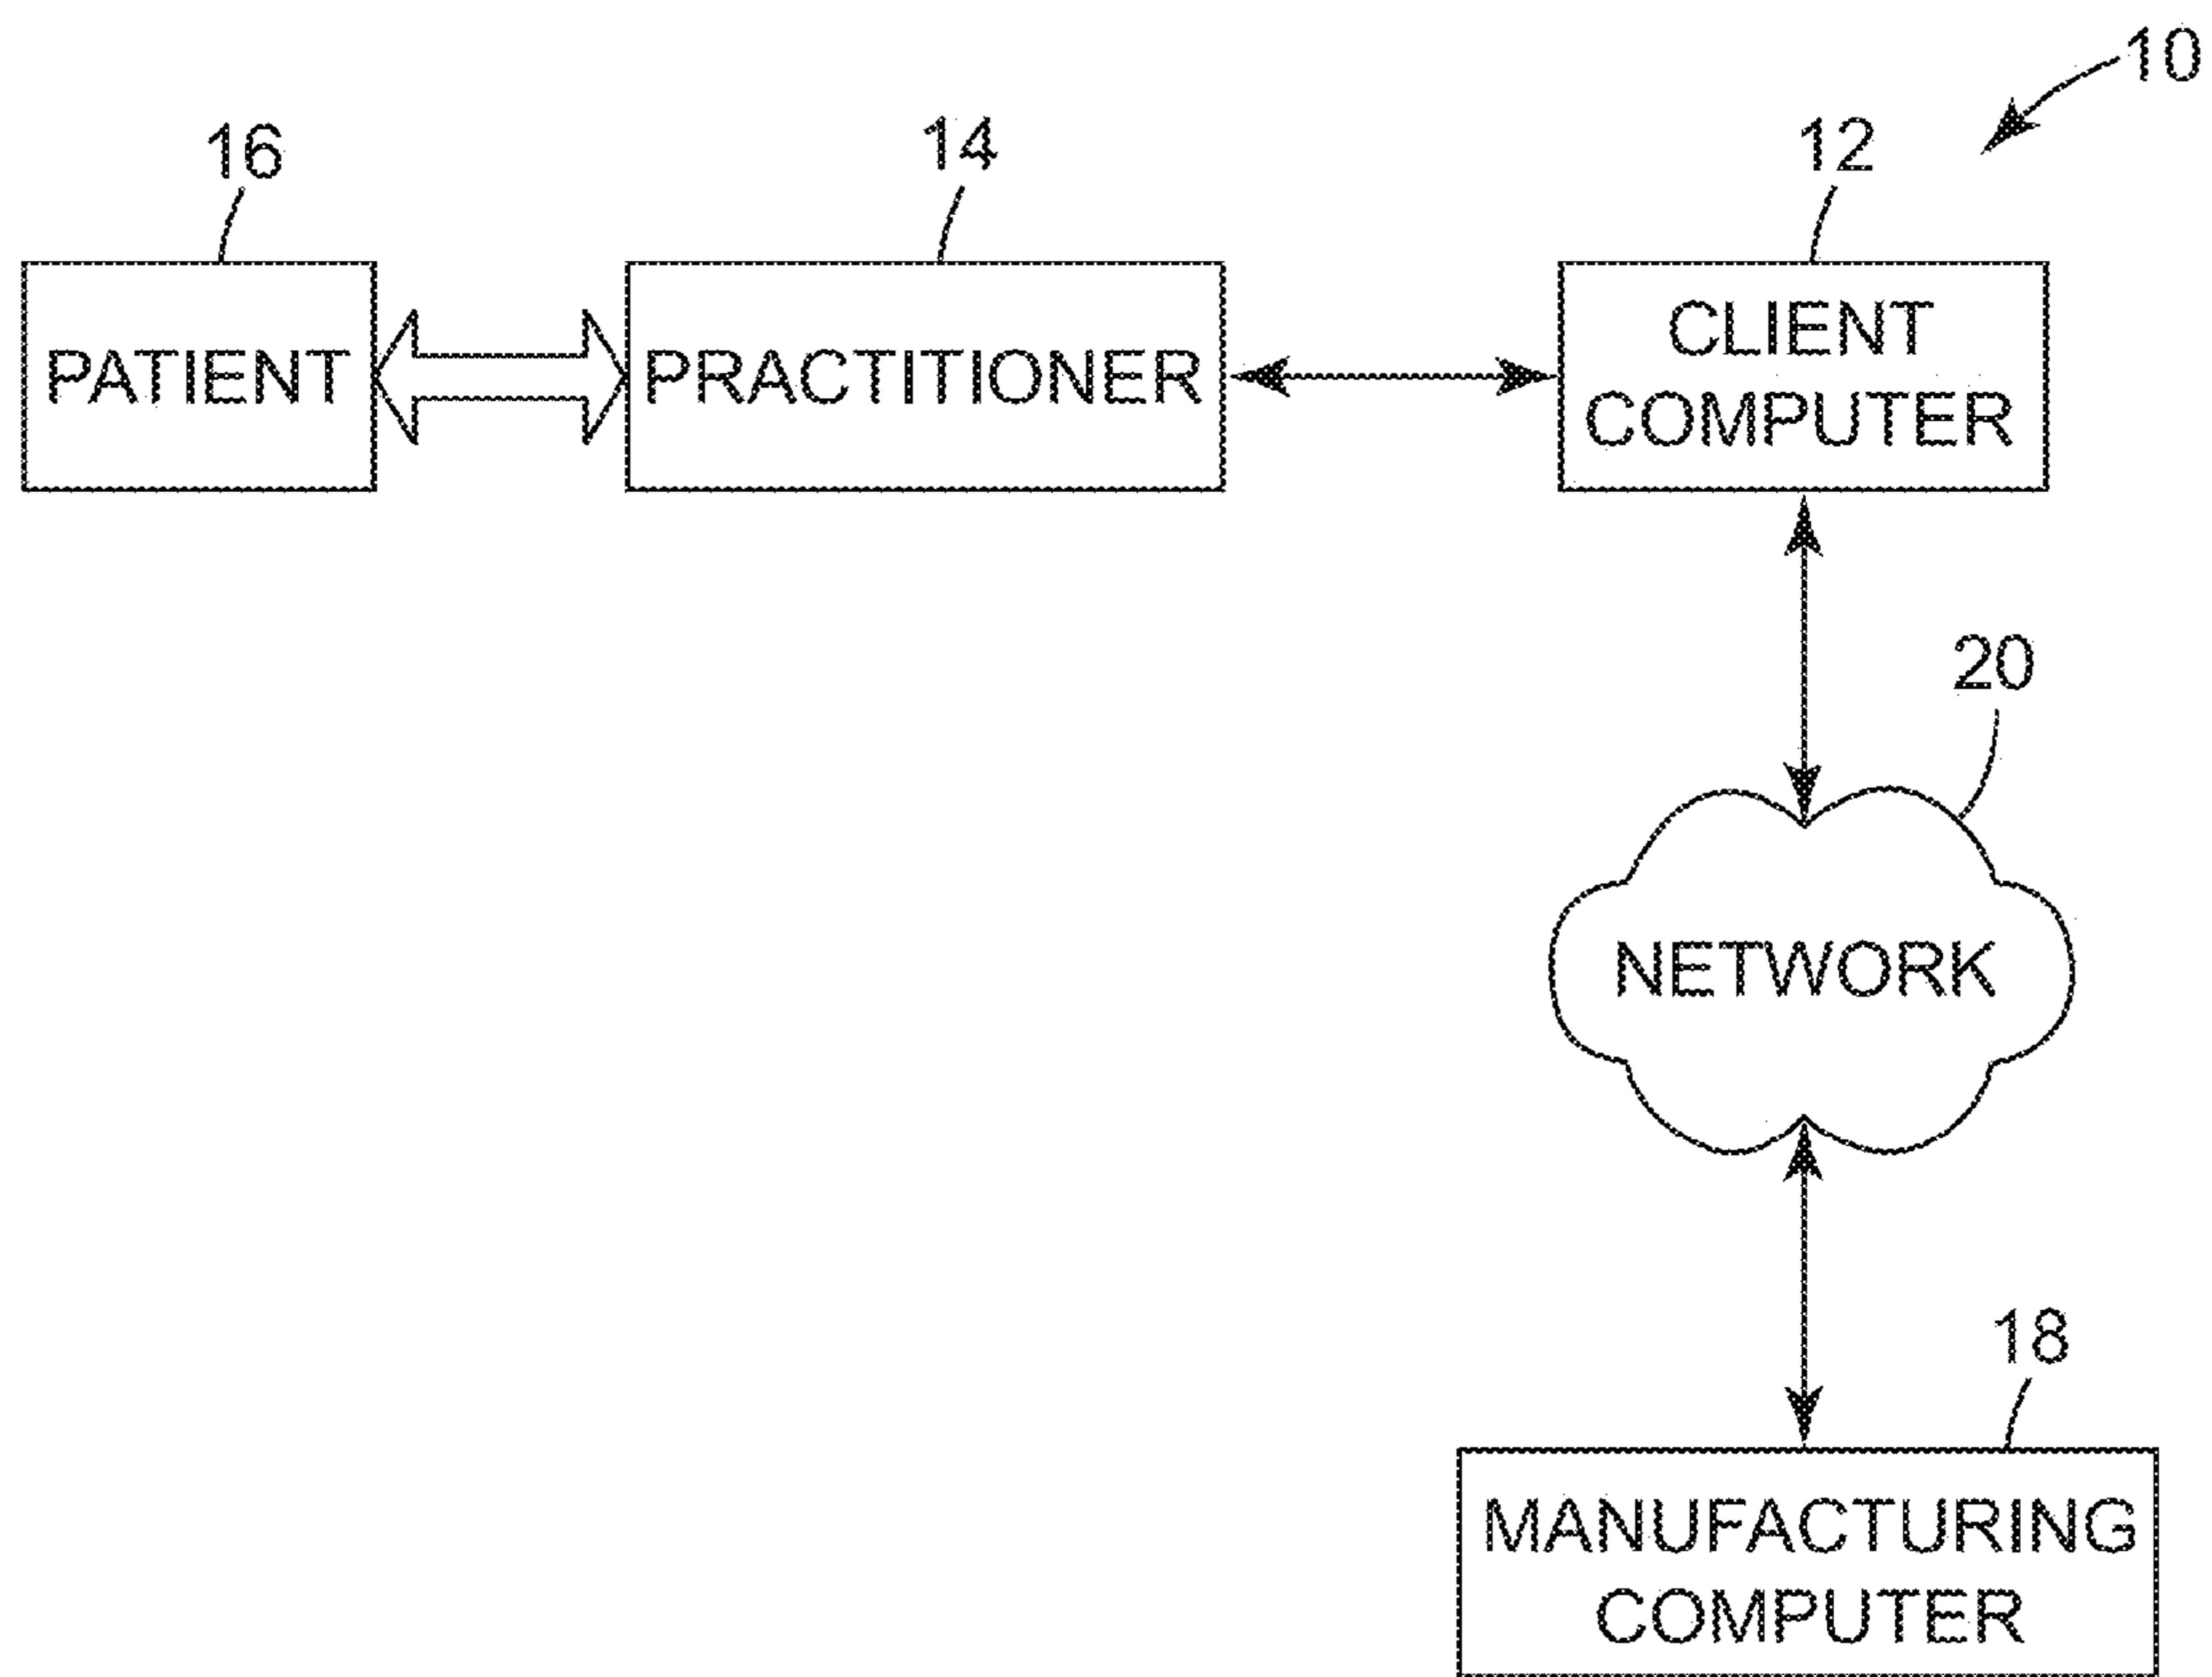 10
16
14
12
PATIENT
PRACTITIONER
CLIENT
COMPUTER
20
NETWORK
18
MANUFACTURING
COMPUTER